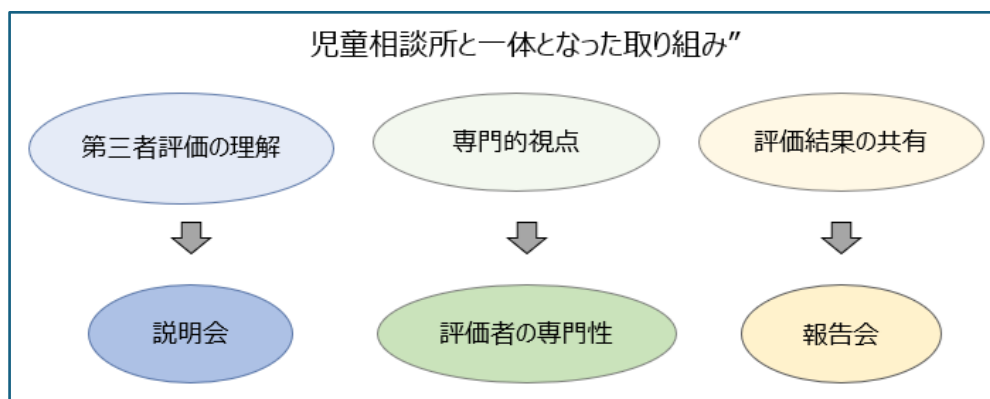 児童相談所と一体となった取り組み”
第三者評価の理解
専門的視点
評価結果の共有
説明会
評価者の専門性
報告会